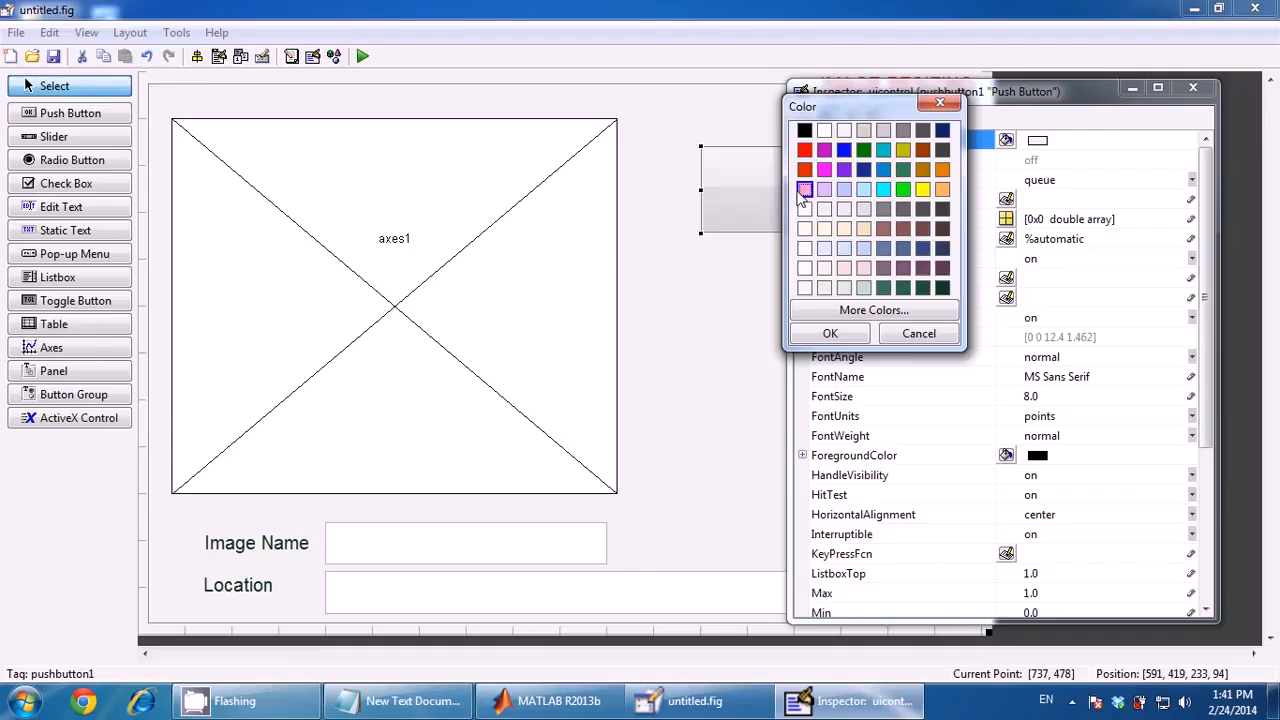 untitled.fig
File Edit View Layout Tools Help
Select
Push Button
Slider
Radio Button
Check Box
Edit Text
Static Text
Pop-up Menu
Listbox
Toggle Button
Table
Axes
Panel
Button Group
ActiveX Control
axes1
Image Name
Location
Inspector: uicontrol (pushbutton1 "Push Button")
Color
More Colors...
OK Cancel
off
queue
[0x0 double array]
%automatic
on
on
[0 0 12.4 1.462]
FontAngle normal
FontName MS Sans Serif
FontSize 8.0
FontUnits points
FontWeight normal
ForegroundColor
HandleVisibility on
HitTest on
HorizontalAlignment center
Interruptible on
KeyPressFcn
ListboxTop 1.0
Max 1.0
Min 0.0
Tag: pushbutton1 Current Point: [737, 478] Position: [591, 419, 233, 94]
Flashing New Text Docum... MATLAB R2013b untitled.fig Inspector: uicont...
EN 1:41 PM
2/24/2014